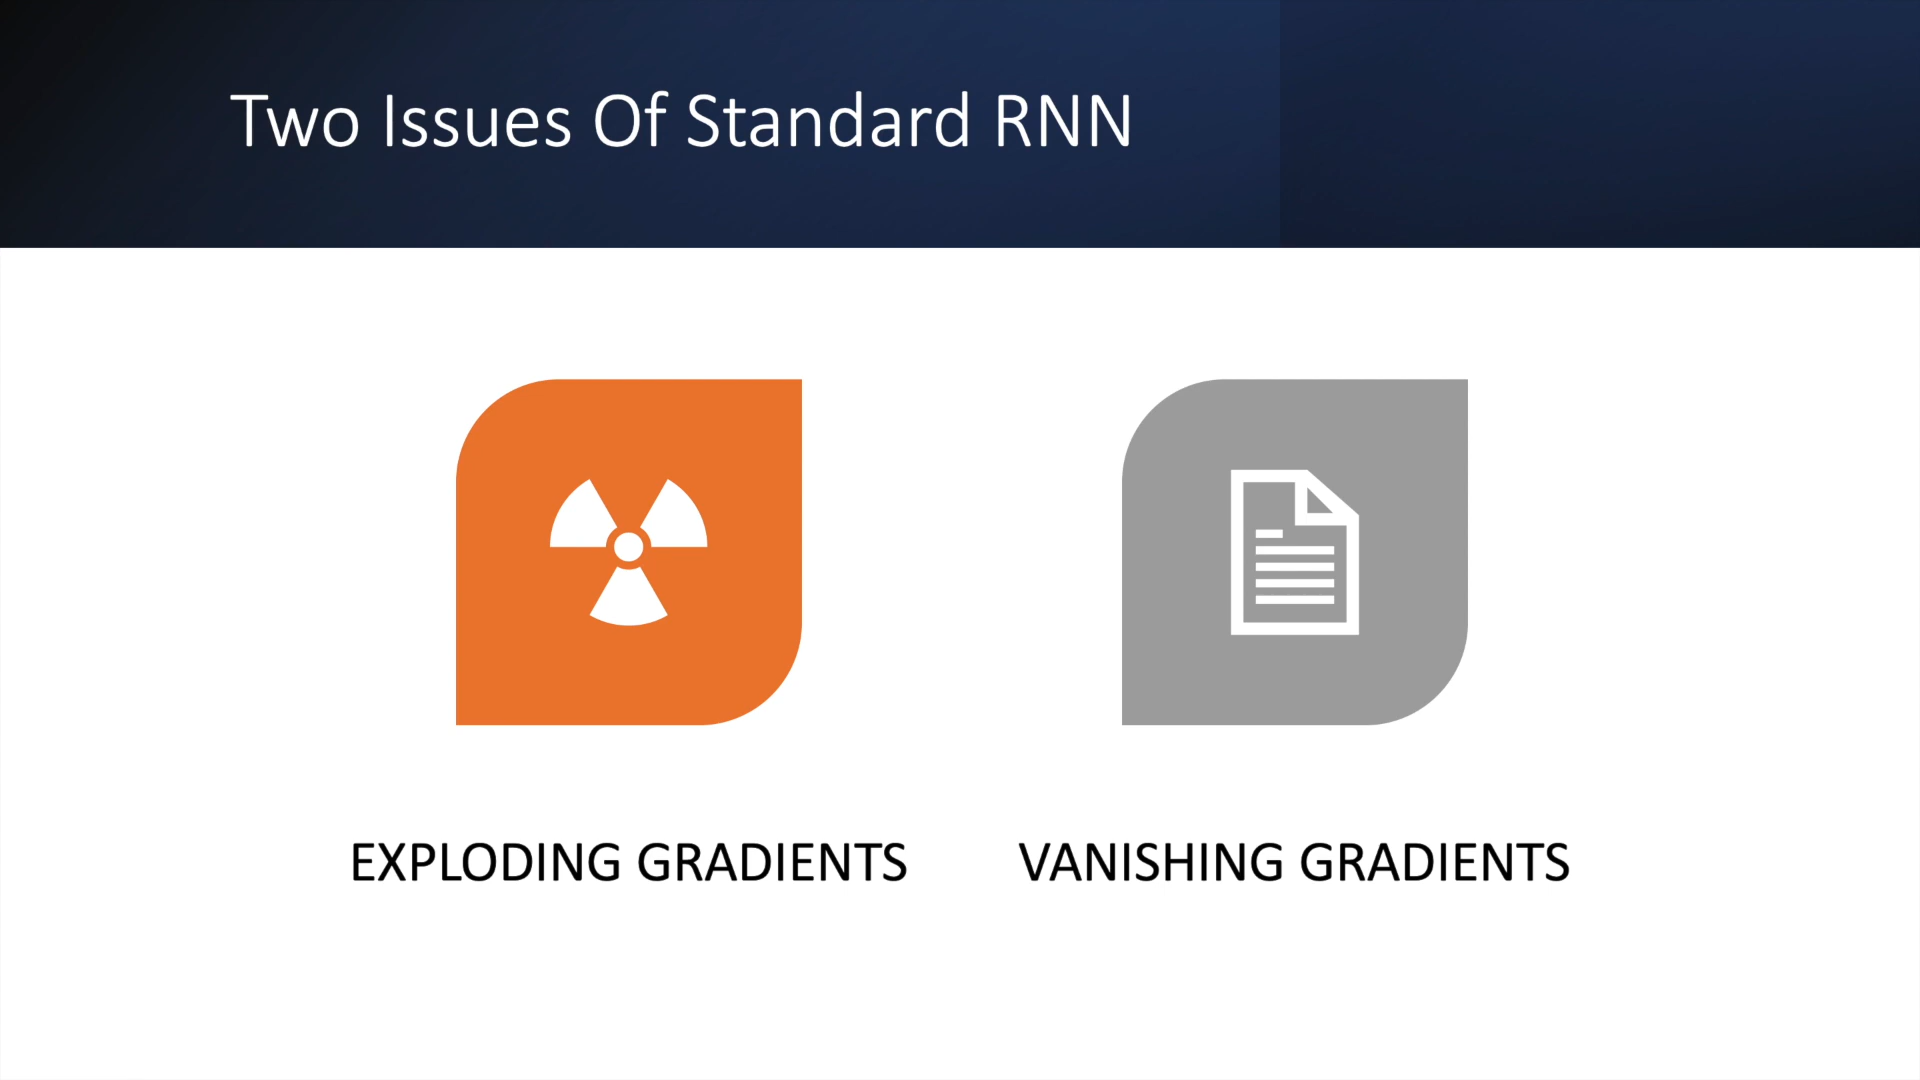 Two Issues Of Standard RNN
EXPLODING GRADIENTS
VANISHING GRADIENTS